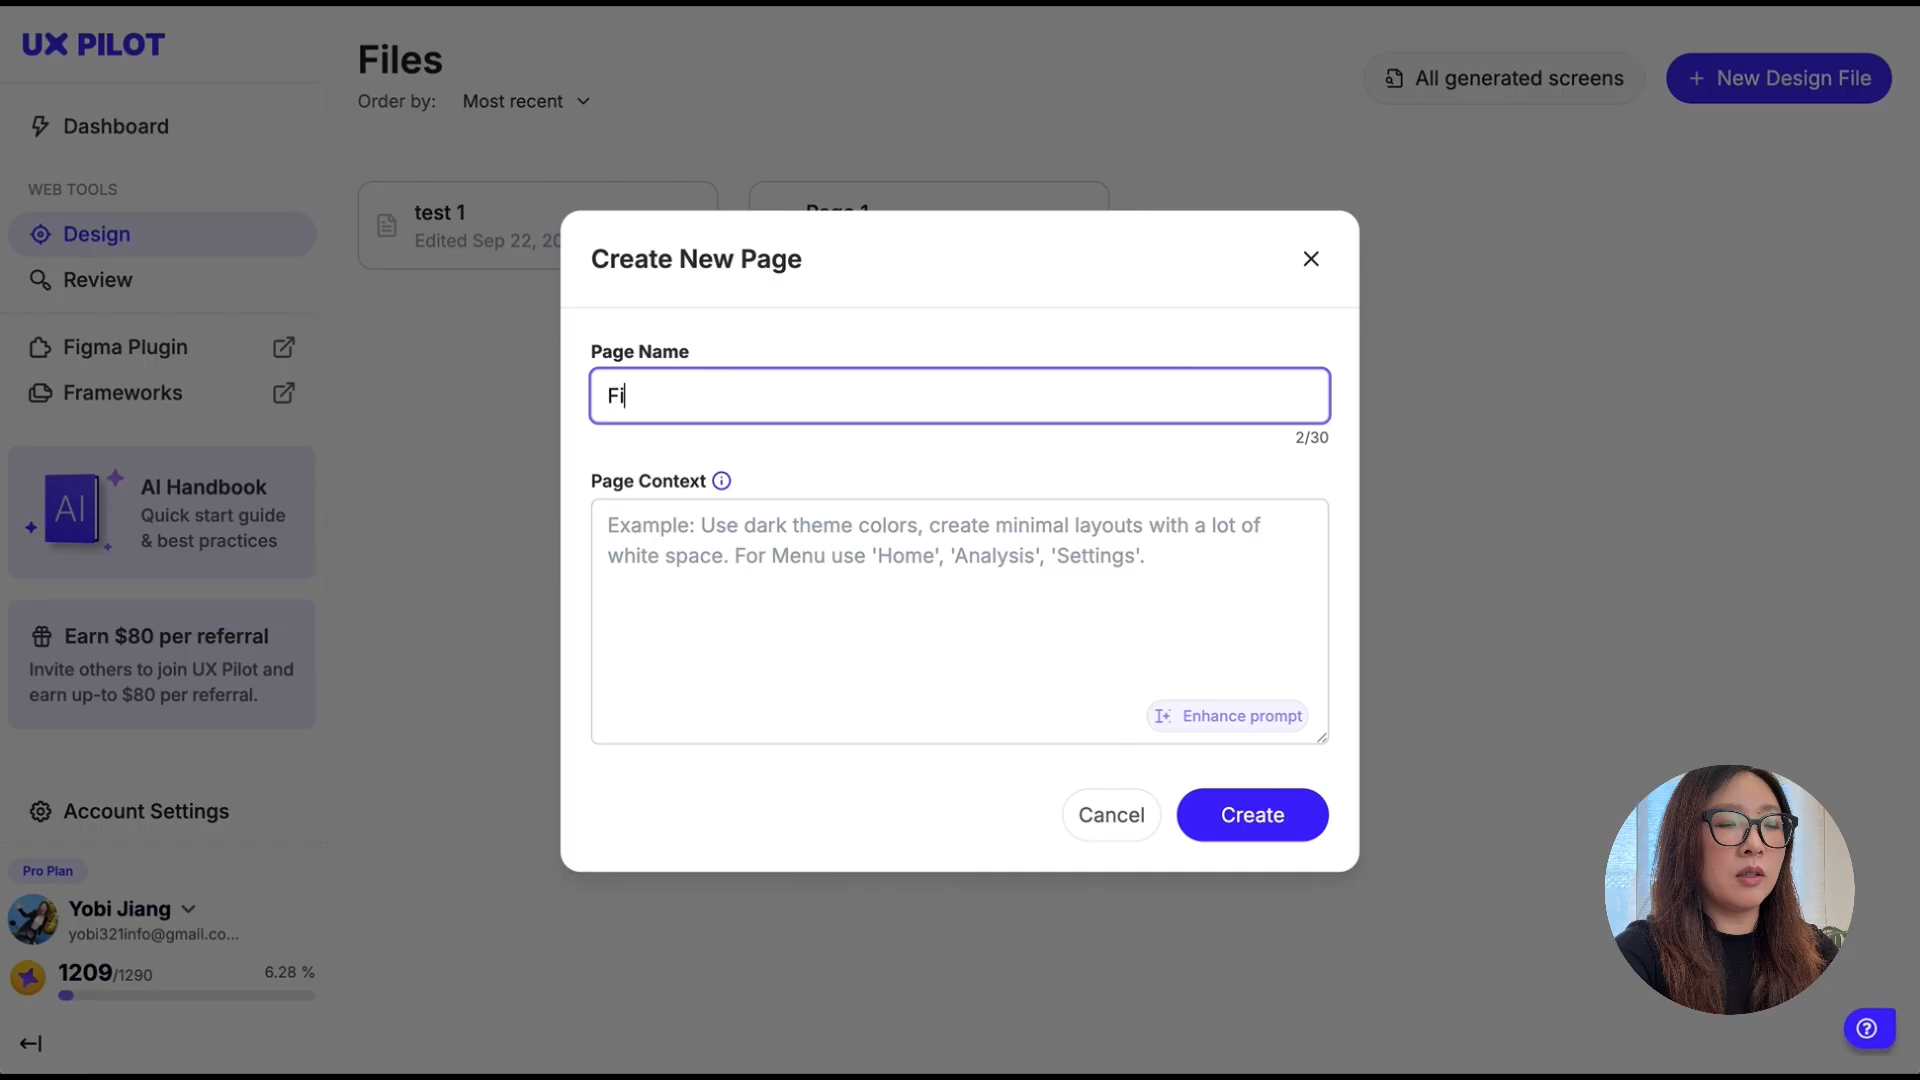 UX PILOT
Dashboard
WEB TOOLS
Design
Review
Figma Plugin
Frameworks
AI
AI Handbook
Quick start guide
& best practices
Earn $80 per referral
Invite others to join UX Pilot and
earn up-to $80 per referral.
Account Settings
Pro Plan
Yobi Jiang
yobi321info@gmail.co...
1209/1290
6.28 %
Files
Order by: Most recent
All generated screens
+ New Design File
test 1
Edited Sep 22, 20
Page 1
Create New Page
Page Name
Fi
2/30
Page Context
Example: Use dark theme colors, create minimal layouts with a lot of
white space. For Menu use 'Home', 'Analysis', 'Settings'.
Enhance prompt
Cancel
Create